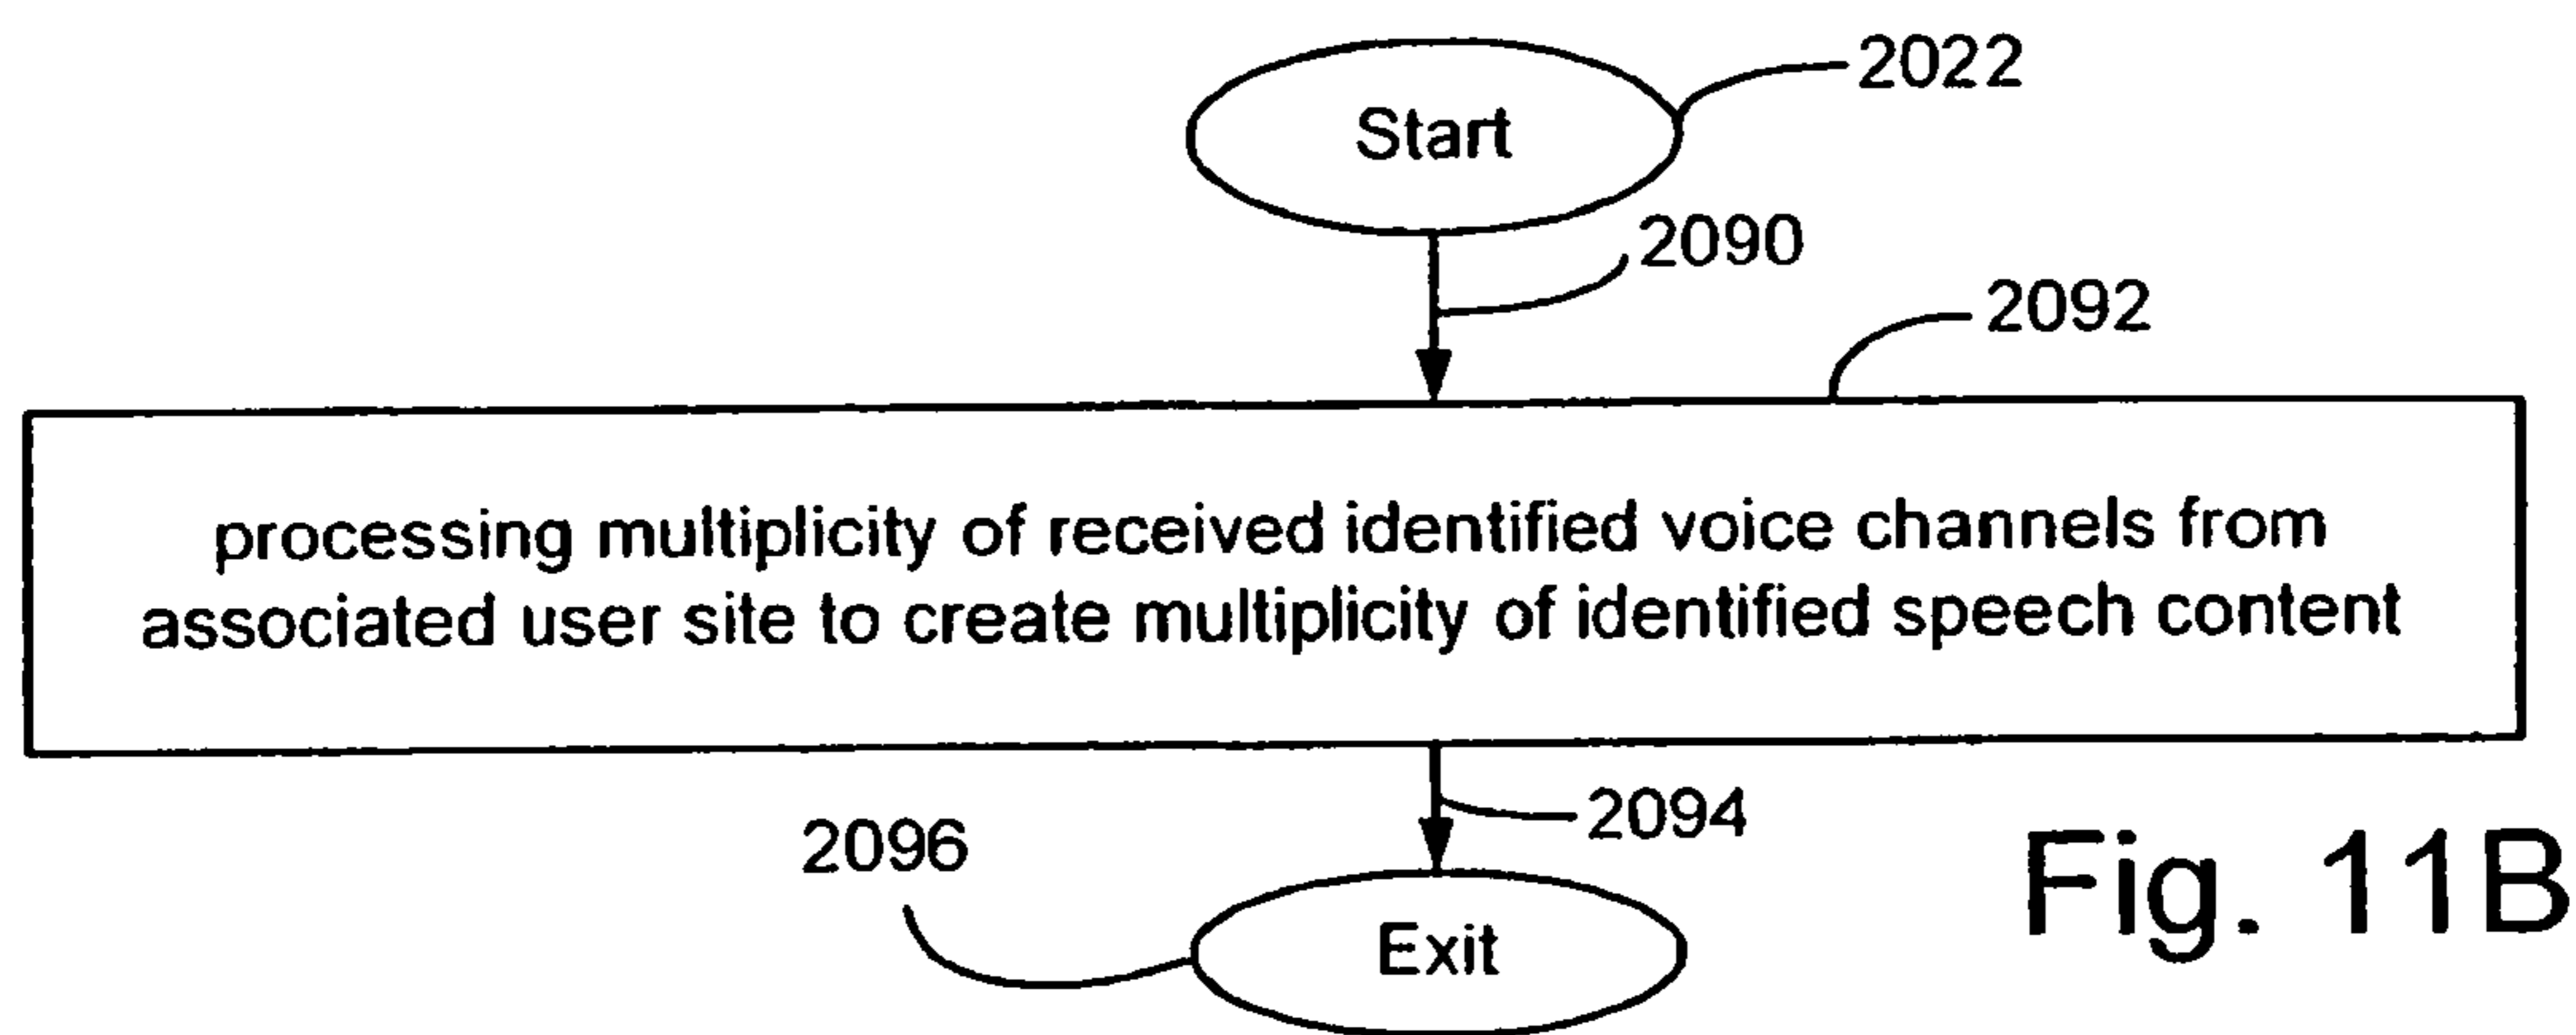 2022
Start
2090
2092
processing multiplicity of received identified voice channels from
associated user site to create multiplicity of identified speech content
2094
2096
Exit
Fig. 11B